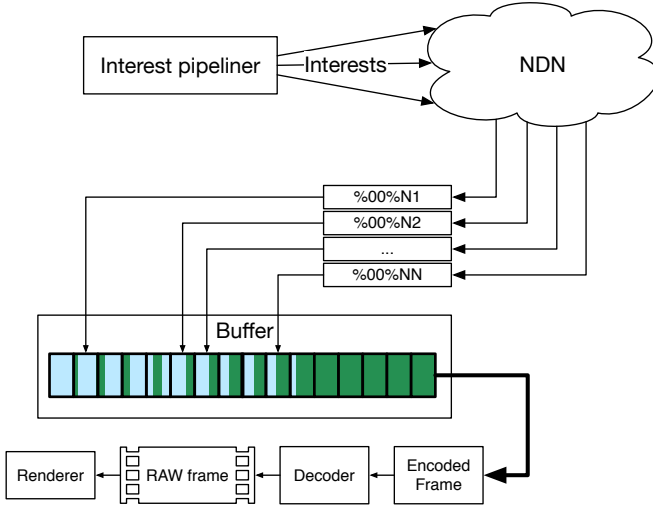 Interest pipeliner
Interests
NDN
%00%N1
%00%N2
...
%00%NN
Buffer
Renderer
RAW frame
Decoder
Encoded
Frame